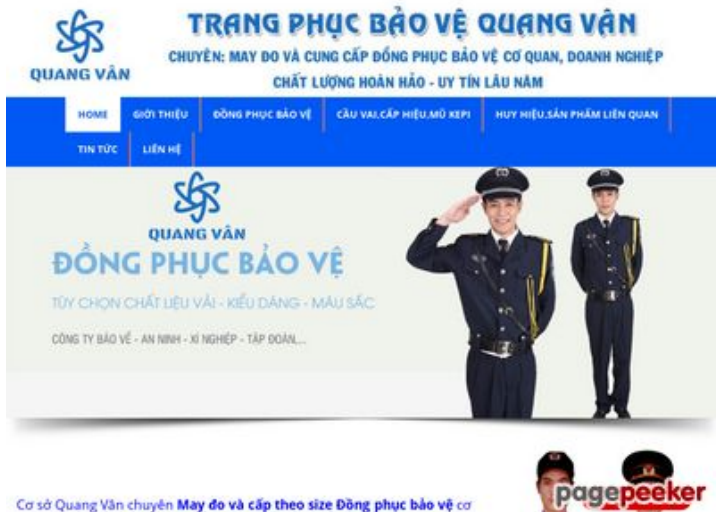 TRANG PHỤC BẢO VỆ QUANG VÂN
CHUYÊN: MAY ĐO VÀ CUNG CẤP ĐỒNG PHỤC BẢO VỆ CƠ QUAN, DOANH NGHIỆP
CHẤT LƯỢNG HOÀN HẢO - UY TÍN LÂU NĂM
QUANG VÂN
HOME GIỚI THIỆU ĐỒNG PHỤC BẢO VỆ CẦU VAI,CẤP HIỆU,MŨ KEPI HUY HIỆU,SẢN PHẨM LIÊN QUAN
TIN TỨC LIÊN HỆ
QUANG VÂN
ĐỒNG PHỤC BẢO VỆ
TÙY CHỌN CHẤT LIỆU VẢI - KIỂU DÁNG - MÀU SẮC
CÔNG TY BẢO VỆ - AN NINH - XÍ NGHIỆP - TẬP ĐOÀN,...
pagepeeker
Cơ sở Quang Vân chuyên May đo và cấp theo size Đồng phục bảo vệ cơ